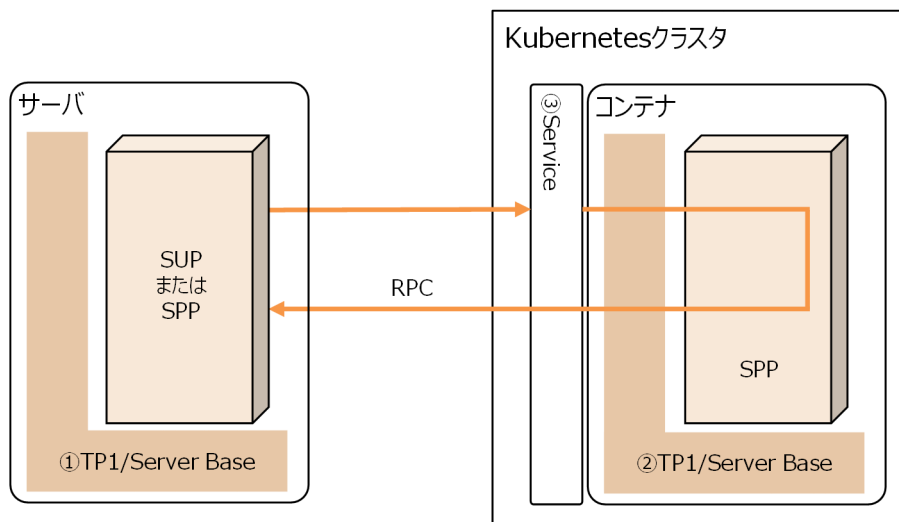 Kubernetesクラスタ
サーバ
③Service
コンテナ
SUP
または
SPP
RPC
SPP
①TP1/Server Base
②TP1/Server Base